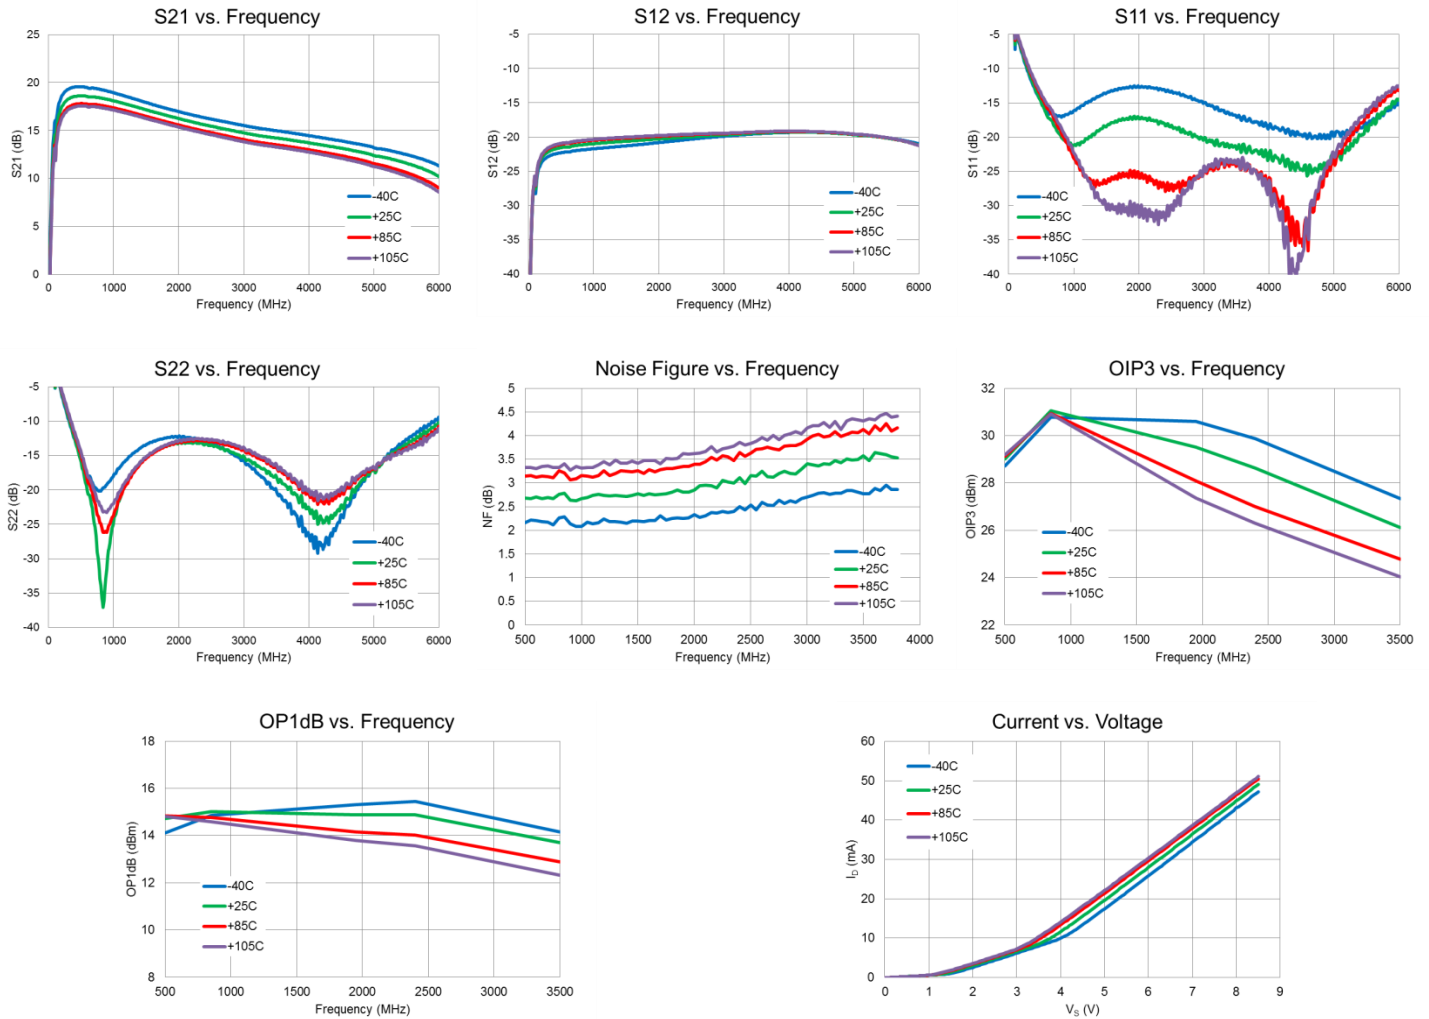 S21 vs. Frequency
25
20
15
10
5
0
S21 (dB)
0 1000 2000 3000 4000 5000 6000
Frequency (MHz)
-40C
+25C
+85C
+105C
S12 vs. Frequency
-5
-10
-15
-20
-25
-30
-35
-40
S12 (dB)
0 1000 2000 3000 4000 5000 6000
Frequency (MHz)
-40C
+25C
+85C
+105C
S11 vs. Frequency
-5
-10
-15
-20
-25
-30
-35
-40
S11 (dB)
0 1000 2000 3000 4000 5000 6000
Frequency (MHz)
-40C
+25C
+85C
+105C
S22 vs. Frequency
-5
-10
-15
-20
-25
-30
-35
-40
S22 (dB)
0 1000 2000 3000 4000 5000 6000
Frequency (MHz)
-40C
+25C
+85C
+105C
Noise Figure vs. Frequency
5
4.5
4
3.5
3
2.5
2
1.5
1
0.5
0
NF (dB)
500 1000 1500 2000 2500 3000 3500 4000
Frequency (MHz)
-40C
+25C
+85C
+105C
OIP3 vs. Frequency
32
30
28
26
24
22
OIP3 (dBm)
500 1000 1500 2000 2500 3000 3500
Frequency (MHz)
-40C
+25C
+85C
+105C
OP1dB vs. Frequency
18
16
14
12
10
8
OP1dB (dBm)
500 1000 1500 2000 2500 3000 3500
Frequency (MHz)
-40C
+25C
+85C
+105C
Current vs. Voltage
60
50
40
30
20
10
0
ID (mA)
0 1 2 3 4 5 6 7 8 9
VS (V)
-40C
+25C
+85C
+105C